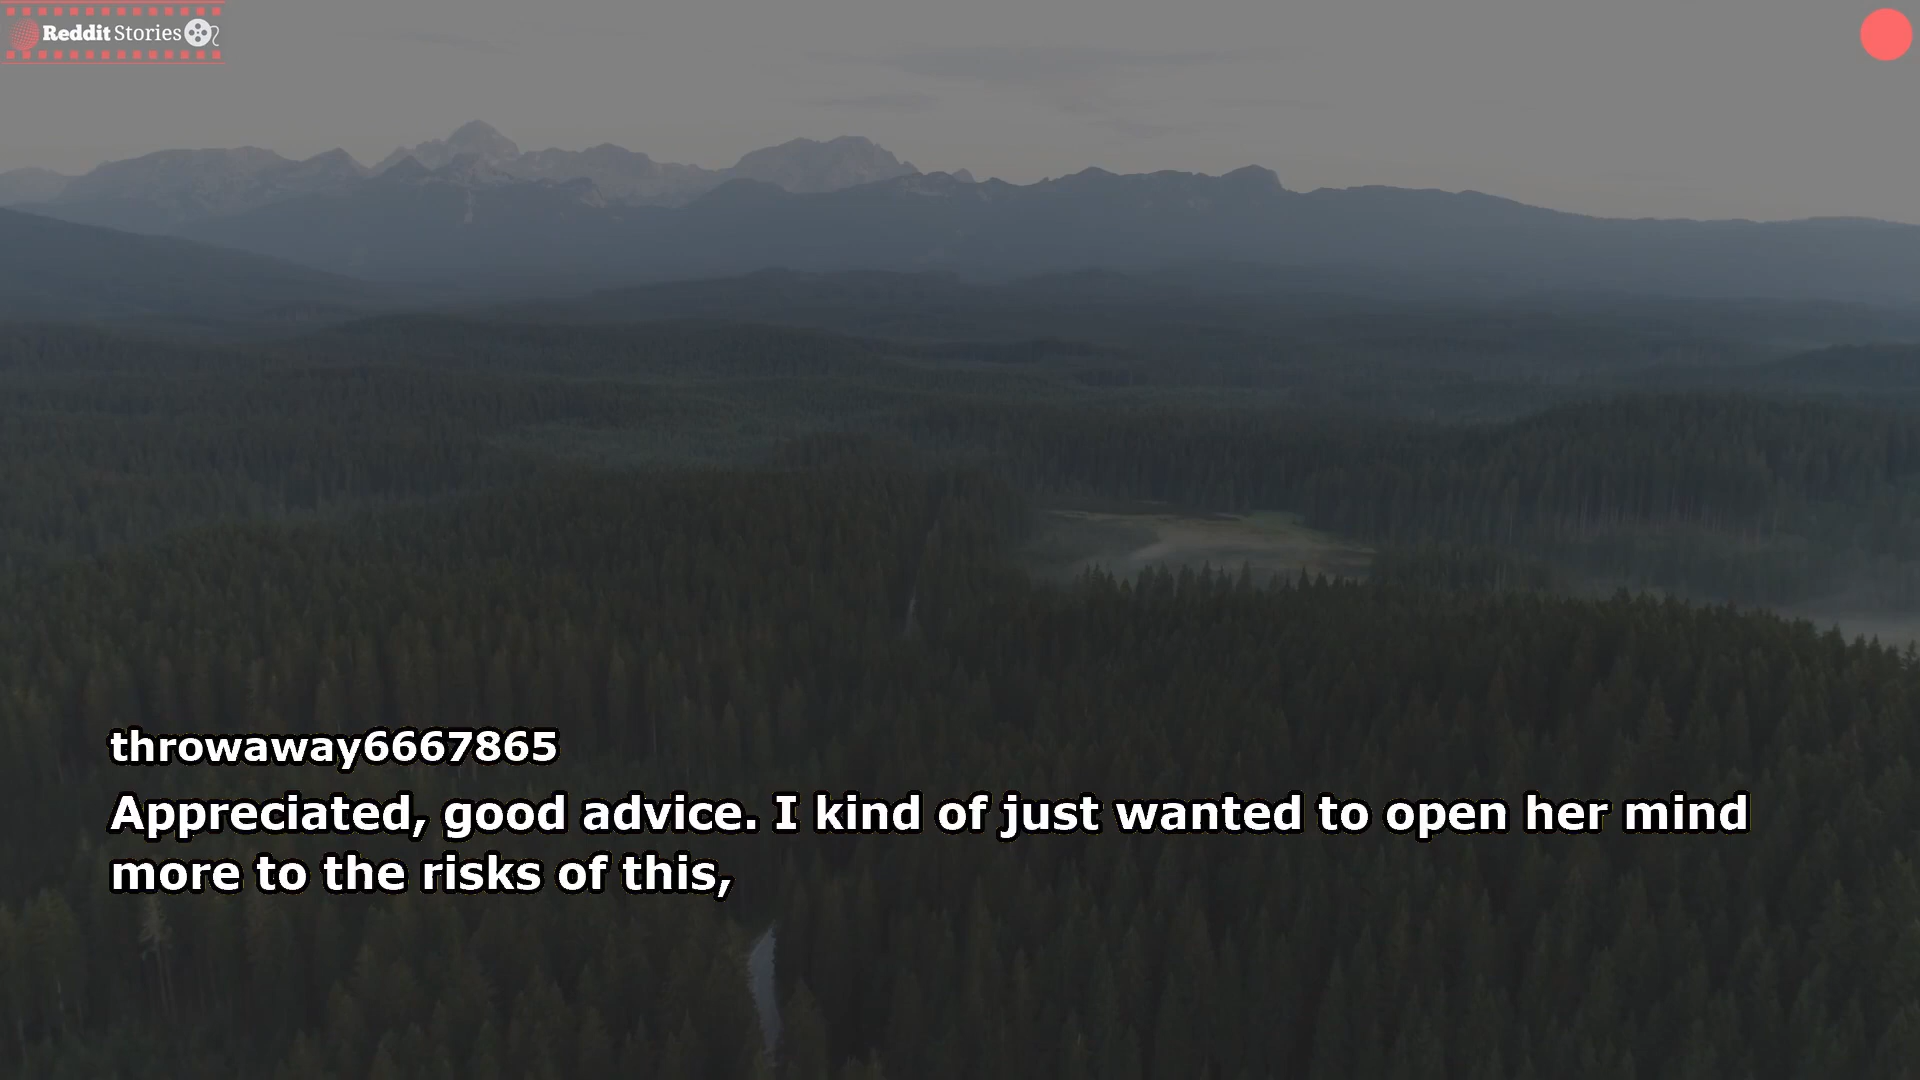 Reddit Stories
throwaway6667865
Appreciated, good advice. I kind of just wanted to open her mind
more to the risks of this,